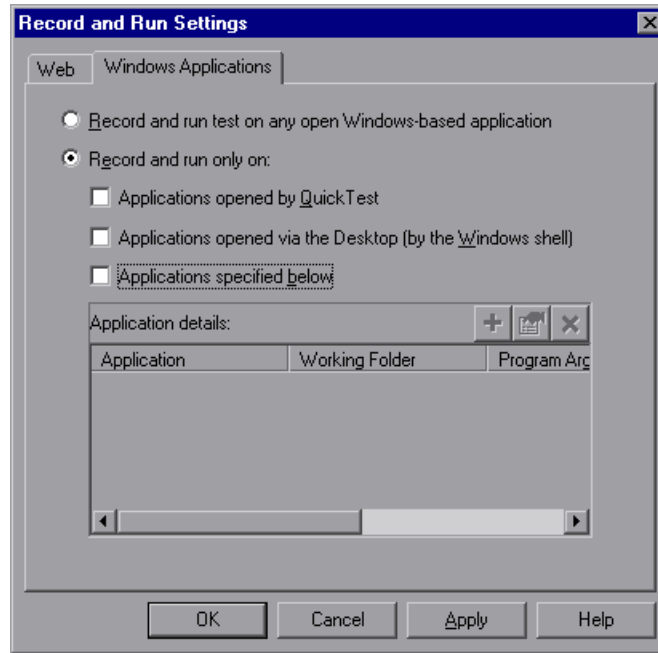 Record and Run Settings
Web Windows Applications
Record and run test on any open Windows-based application
Record and run only on:
Applications opened by QuickTest
Applications opened via the Desktop (by the Windows shell)
Applications specified below
Application details:
Application Working Folder Program Arg
OK Cancel Apply Help